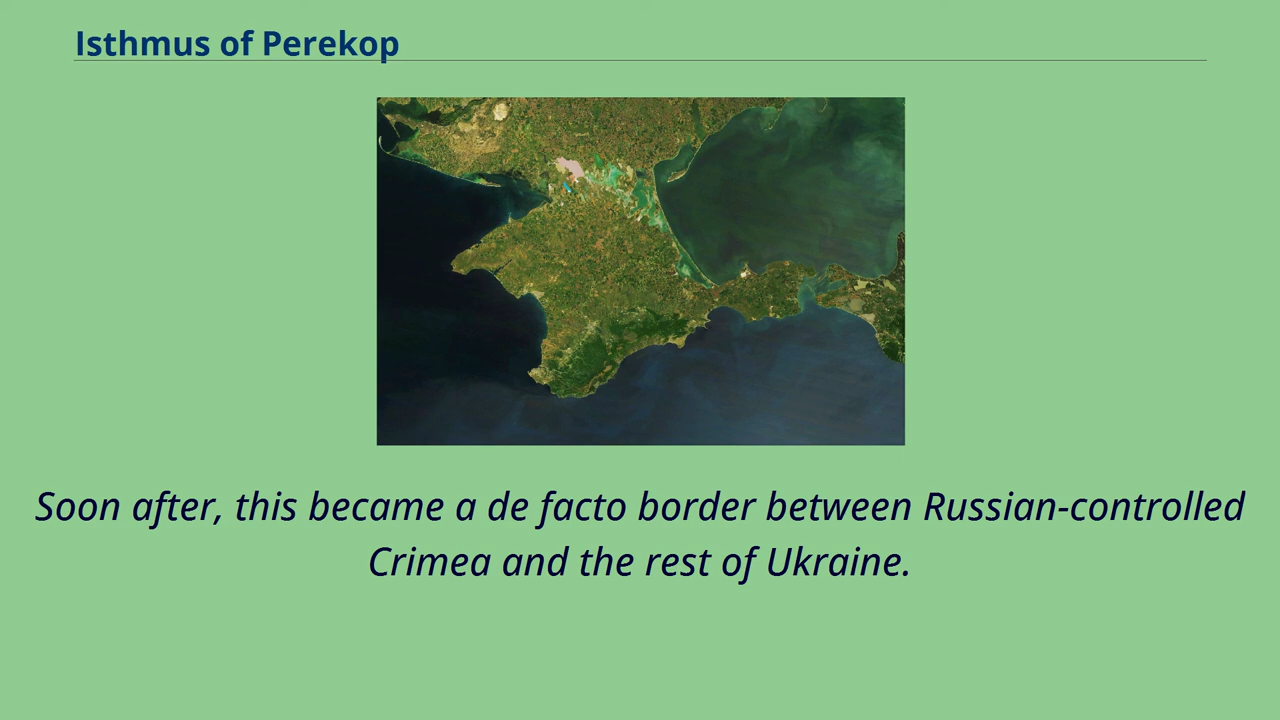 Isthmus of Perekop
Soon after, this became a de facto border between Russian-controlled
Crimea and the rest of Ukraine.